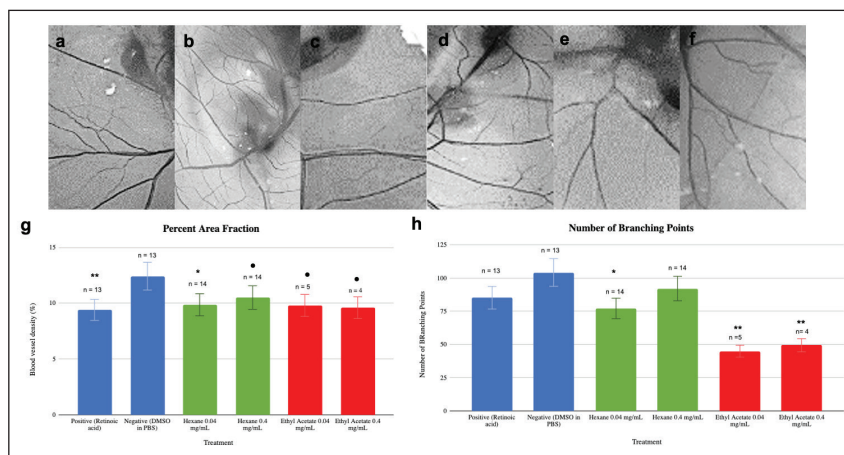 a
b
c
d
e
f
g
Percent Area Fraction
15
10
5
0
Blood vessel density (%)
**
n = 13
n = 13
*
n = 14
●
n = 14
●
n = 5
●
n = 4
Positive (Retinoic acid)
Negative (DMSO in PBS)
Hexane 0.04 mg/mL
Hexane 0.4 mg/mL
Ethyl Acetate 0.04 mg/mL
Ethyl Acetate 0.4 mg/mL
Treatment
h
Number of Branching Points
125
100
75
50
25
0
Number of BRanching Points
n = 13
n = 13
*
n = 14
n = 14
**
n =5
**
n= 4
Positive (Retinoic acid)
Negative (DMSO in PBS)
Hexane 0.04 mg/mL
Hexane 0.4 mg/mL
Ethyl Acetate 0.04 mg/mL
Ethyl Acetate 0.4 mg/mL
Treatment